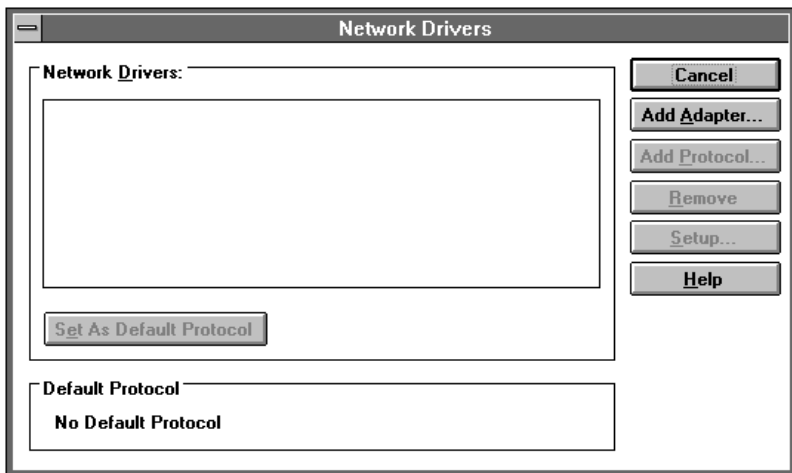 Network Drivers
Network Drivers:
Cancel
Add Adapter...
Add Protocol...
Remove
Setup...
Help
Set As Default Protocol
Default Protocol
No Default Protocol